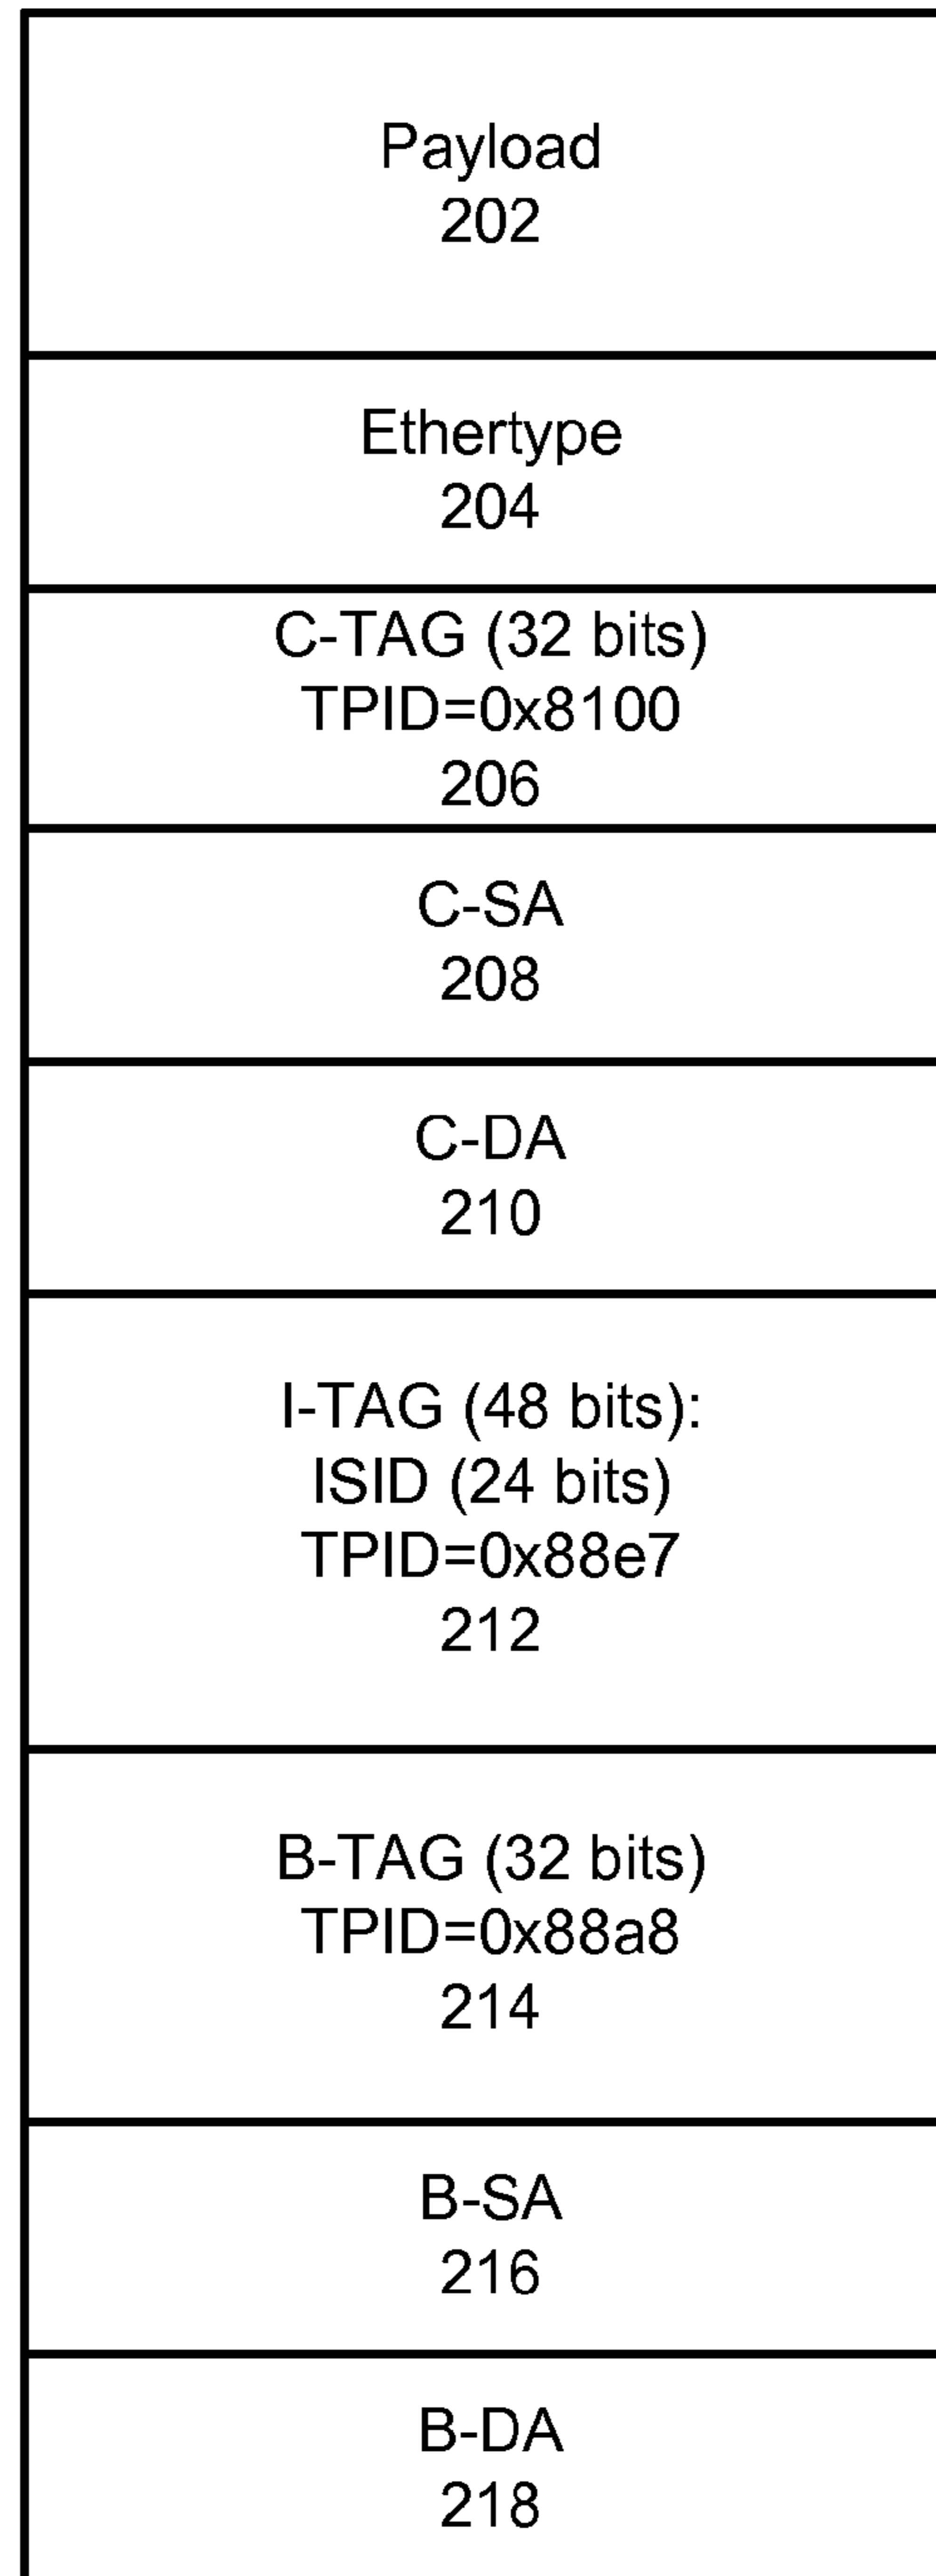 Payload
202
Ethertype
204
C-TAG (32 bits)
TPID=0x8100
206
C-SA
208
C-DA
210
I-TAG (48 bits):
ISID (24 bits)
TPID=0x88e7
212
B-TAG (32 bits)
TPID=0x88a8
214
B-SA
216
B-DA
218